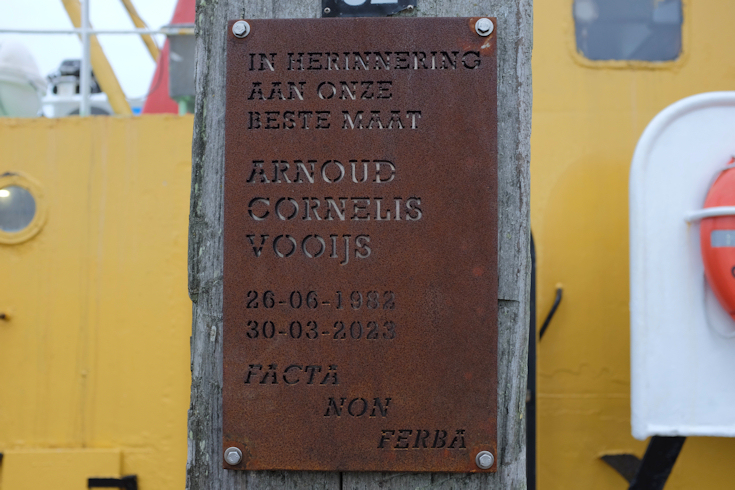 IN HERINNERING
AAN ONZE
BESTE MAAT
ARNOUD
CORNELIS
VOOIJS
26-06-1982
30-03-2023
FACTA
NON
FERBA